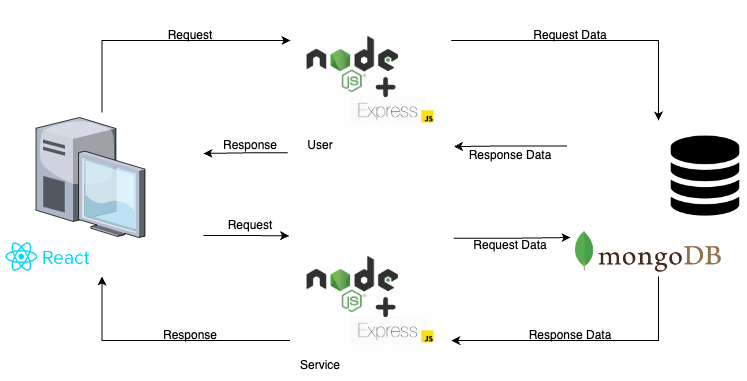 Request
Request Data
node
JS
+
Express
JS
User
Response
Response Data
Request
Request Data
React
mongoDB
node
JS
+
Express
JS
Response
Response Data
Service